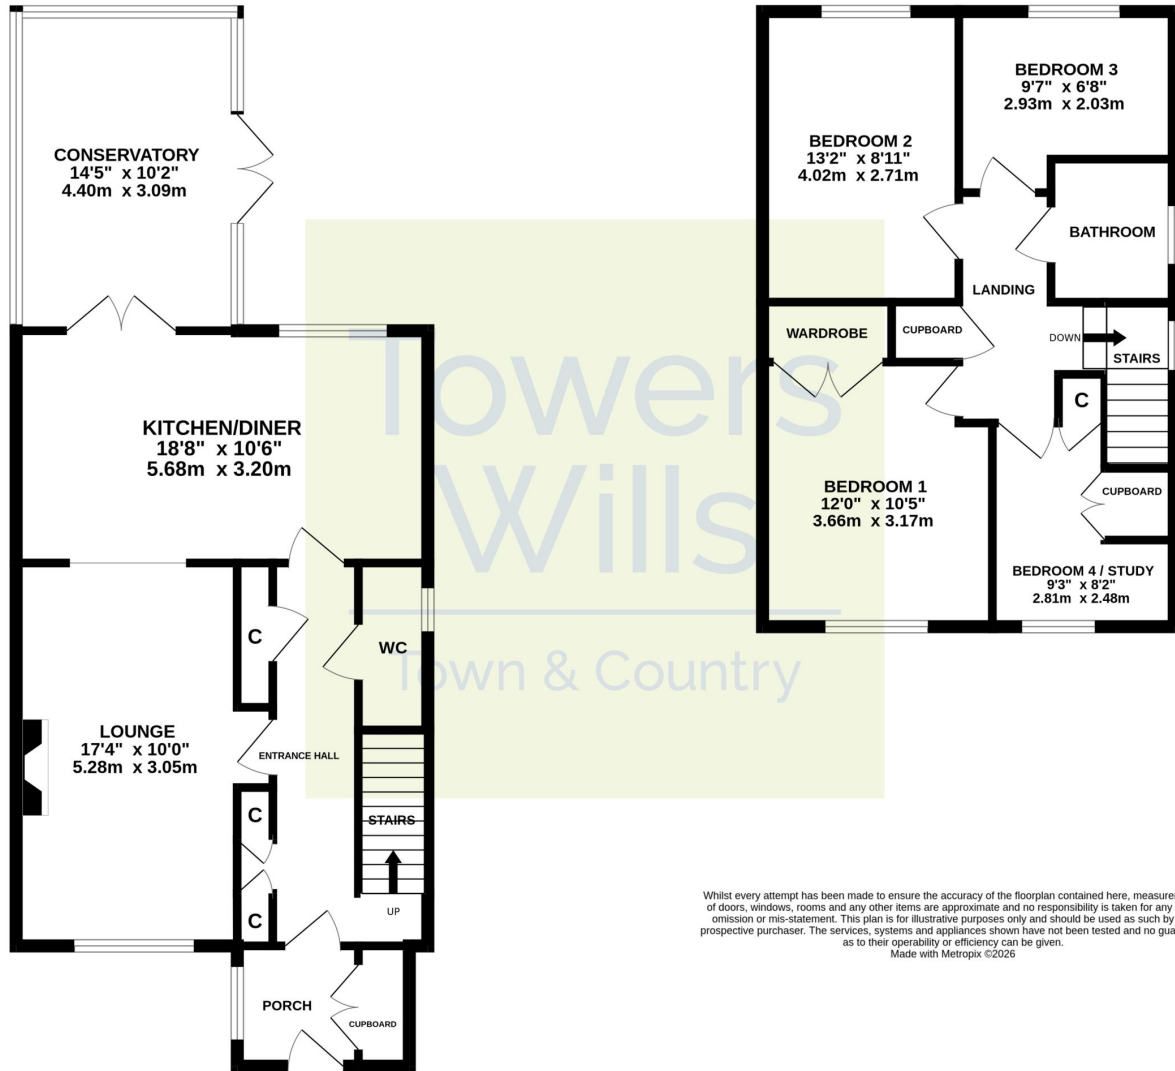 CONSERVATORY
14'5" x 10'2"
4.40m x 3.09m
KITCHEN/DINER
18'8" x 10'6"
5.68m x 3.20m
LOUNGE
17'4" x 10'0"
5.28m x 3.05m
C
WC
ENTRANCE HALL
C
C
STAIRS
UP
PORCH
CUPBOARD
BEDROOM 2
13'2" x 8'11"
4.02m x 2.71m
BEDROOM 3
9'7" x 6'8"
2.93m x 2.03m
BATHROOM
LANDING
WARDROBE
CUPBOARD
DOWN
STAIRS
C
BEDROOM 1
12'0" x 10'5"
3.66m x 3.17m
CUPBOARD
BEDROOM 4 / STUDY
9'3" x 8'2"
2.81m x 2.48m
Towers
Wills
Town & Country
Whilst every attempt has been made to ensure the accuracy of the floorplan contained here,
of doors, windows, rooms and any other items are approximate and no responsibility is taken for any
omission or mis-statement. This plan is for illustrative purposes only and should be used as such by
prospective purchaser. The services, systems and appliances shown have not been tested and no
as to their operability or efficiency can be given.
Made with Metropix ©2026